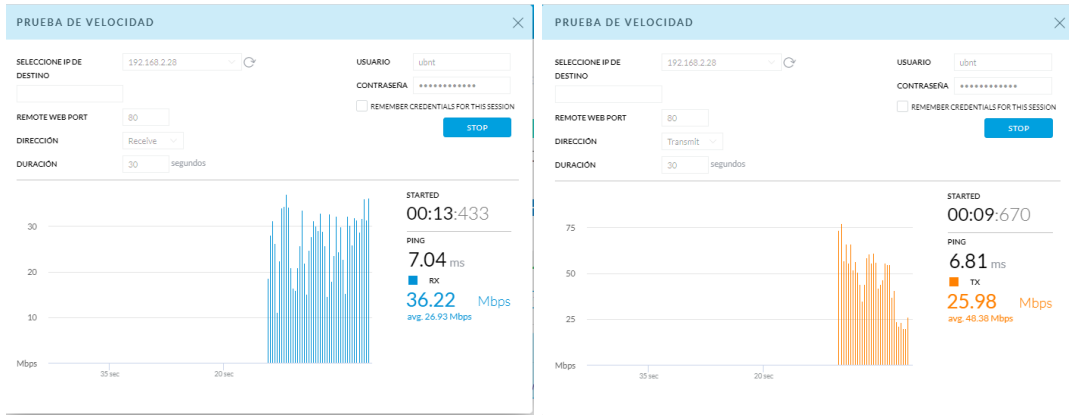 PRUEBA DE VELOCIDAD
SELECCIONE IP DE DESTINO
192.168.2.28
USUARIO
ubnt
CONTRASEÑA
••••••••••••
REMEMBER CREDENTIALS FOR THIS SESSION
REMOTE WEB PORT
80
STOP
DIRECCIÓN
Receive
DURACIÓN
30 segundos
STARTED
00:13:433
PING
7.04 ms
RX
36.22 Mbps
avg. 26.93 Mbps
30
20
10
Mbps
35 sec
20 sec
PRUEBA DE VELOCIDAD
SELECCIONE IP DE DESTINO
192.168.2.28
USUARIO
ubnt
CONTRASEÑA
••••••••••••
REMEMBER CREDENTIALS FOR THIS SESSION
REMOTE WEB PORT
80
STOP
DIRECCIÓN
Transmit
DURACIÓN
30 segundos
STARTED
00:09:670
PING
6.81 ms
TX
25.98 Mbps
avg. 48.38 Mbps
75
50
25
Mbps
35 sec
20 sec